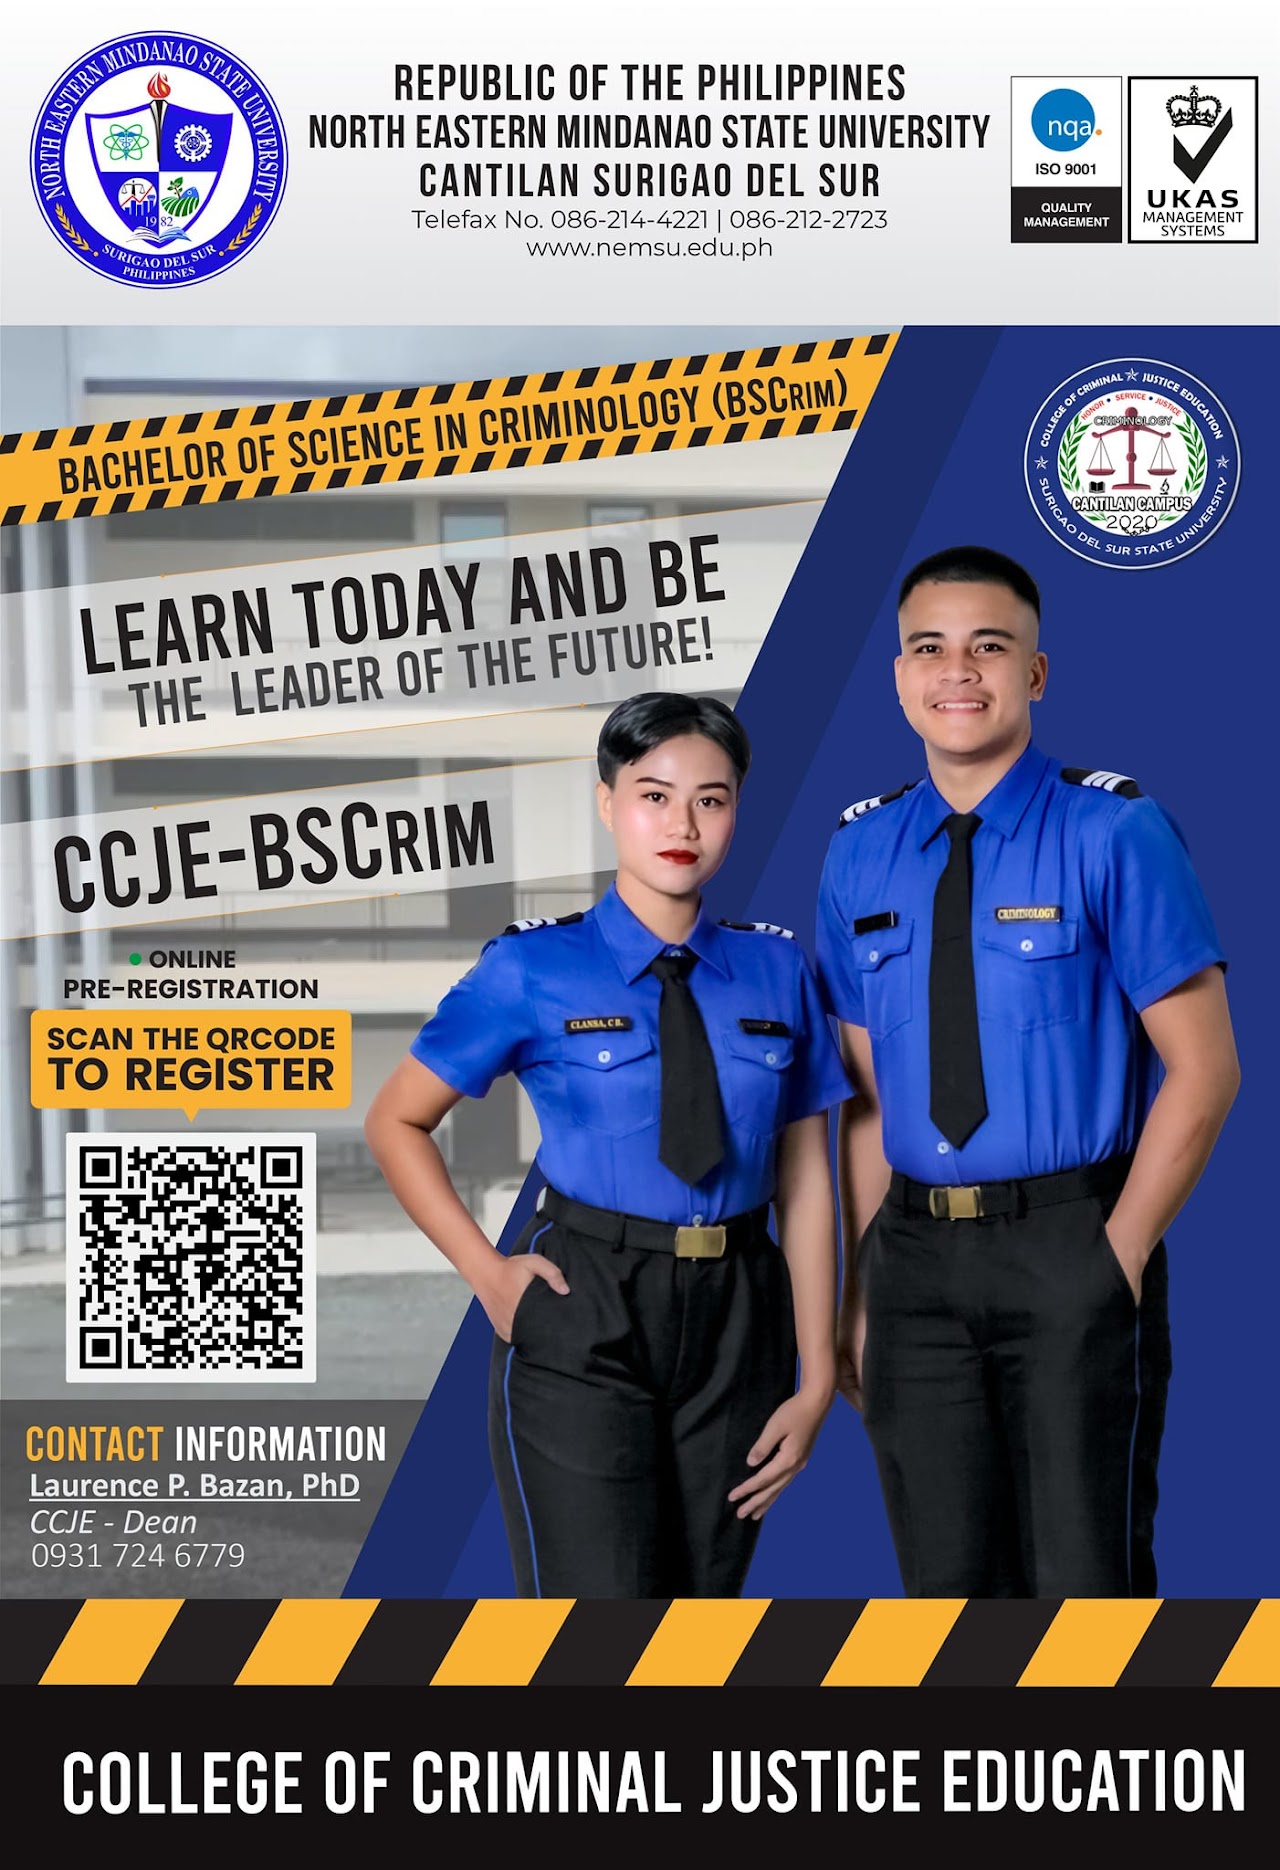 NORTH EASTERN MINDANAO STATE UNIVERSITY
1982
SURIGAO DEL SUR
PHILIPPINES
REPUBLIC OF THE PHILIPPINES
NORTH EASTERN MINDANAO STATE UNIVERSITY
CANTILAN SURIGAO DEL SUR
Telefax No. 086-214-4221 | 086-212-2723
www.nemsu.edu.ph
nqa.
ISO 9001
QUALITY
MANAGEMENT
UKAS
MANAGEMENT
SYSTEMS
BACHELOR OF SCIENCE IN CRIMINOLOGY (BSCRIM)
COLLEGE OF CRIMINAL JUSTICE EDUCATION
HONOR • SERVICE • JUSTICE
CRIMINOLOGY
CANTILAN CAMPUS
2020
SURIGAO DEL SUR STATE UNIVERSITY
LEARN TODAY AND BE
THE LEADER OF THE FUTURE!
CCJE-BSCRIM
CRIMINOLOGY
CLANSA, C B.
• ONLINE
PRE-REGISTRATION
SCAN THE QRCODE
TO REGISTER
CONTACT INFORMATION
Laurence P. Bazan, PhD
CCJE - Dean
0931 724 6779
COLLEGE OF CRIMINAL JUSTICE EDUCATION